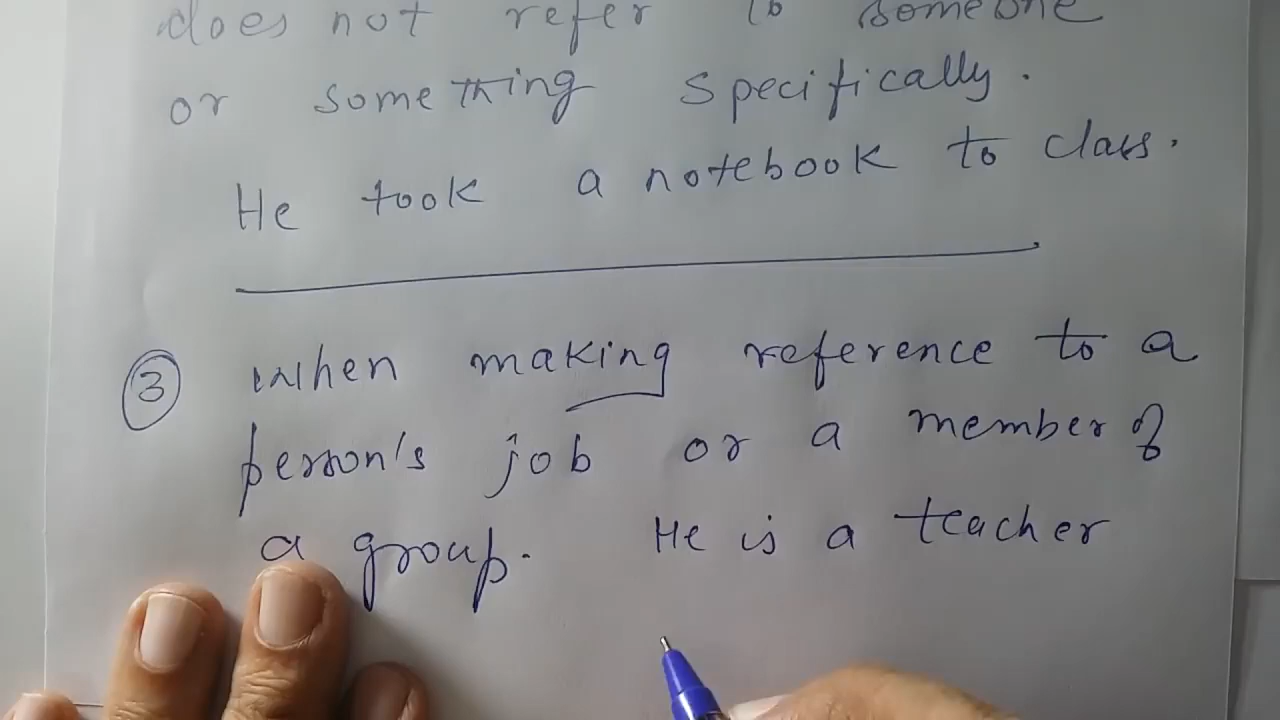 does not refer to someone
or something specifically.
He took a notebook to class.
3 When making reference to a
person's job or a member of
a group. He is a teacher